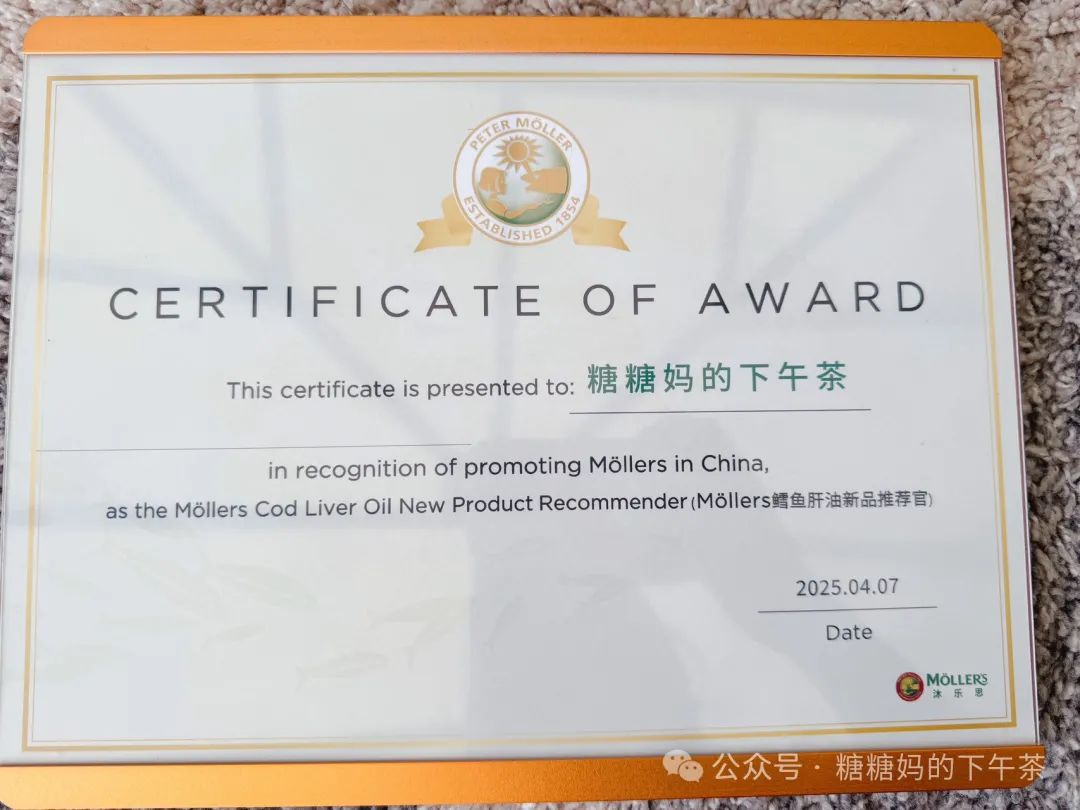 PETER MÖLLER
ESTABLISHED 1854
CERTIFICATE OF AWARD
This certificate is presented to: 糖糖妈的下午茶
in recognition of promoting Möllers in China,
as the Möllers Cod Liver Oil New Product Recommender(Möllers鳕鱼肝油新品推荐官)
2025.04.07
Date
MÖLLER'S
沐乐思
公众号·糖糖妈的下午茶